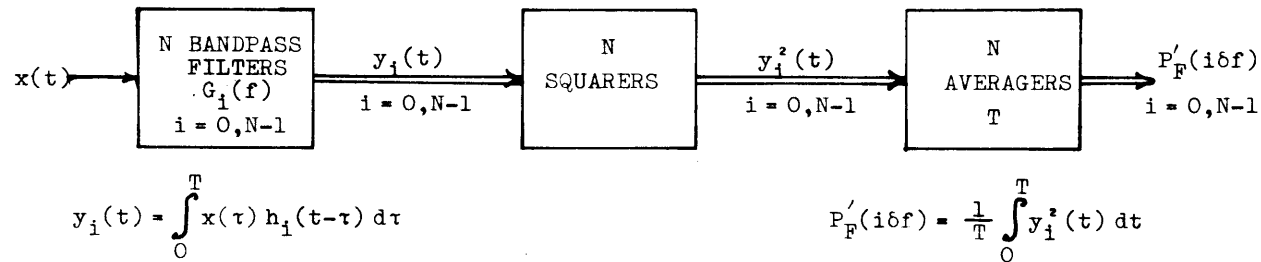 x(t)
N BANDPASS
FILTERS
G_i(f)
i = 0,N-1
y_i(t)
i = 0,N-1
N
SQUARERS
y_i²(t)
i = 0,N-1
N
AVERAGERS
T
P'_F(iδf)
i = 0,N-1
y_i(t) = ∫_0^T x(τ) h_i(t-τ) dτ
P'_F(iδf) = 1/T ∫_0^T y_i²(t) dt